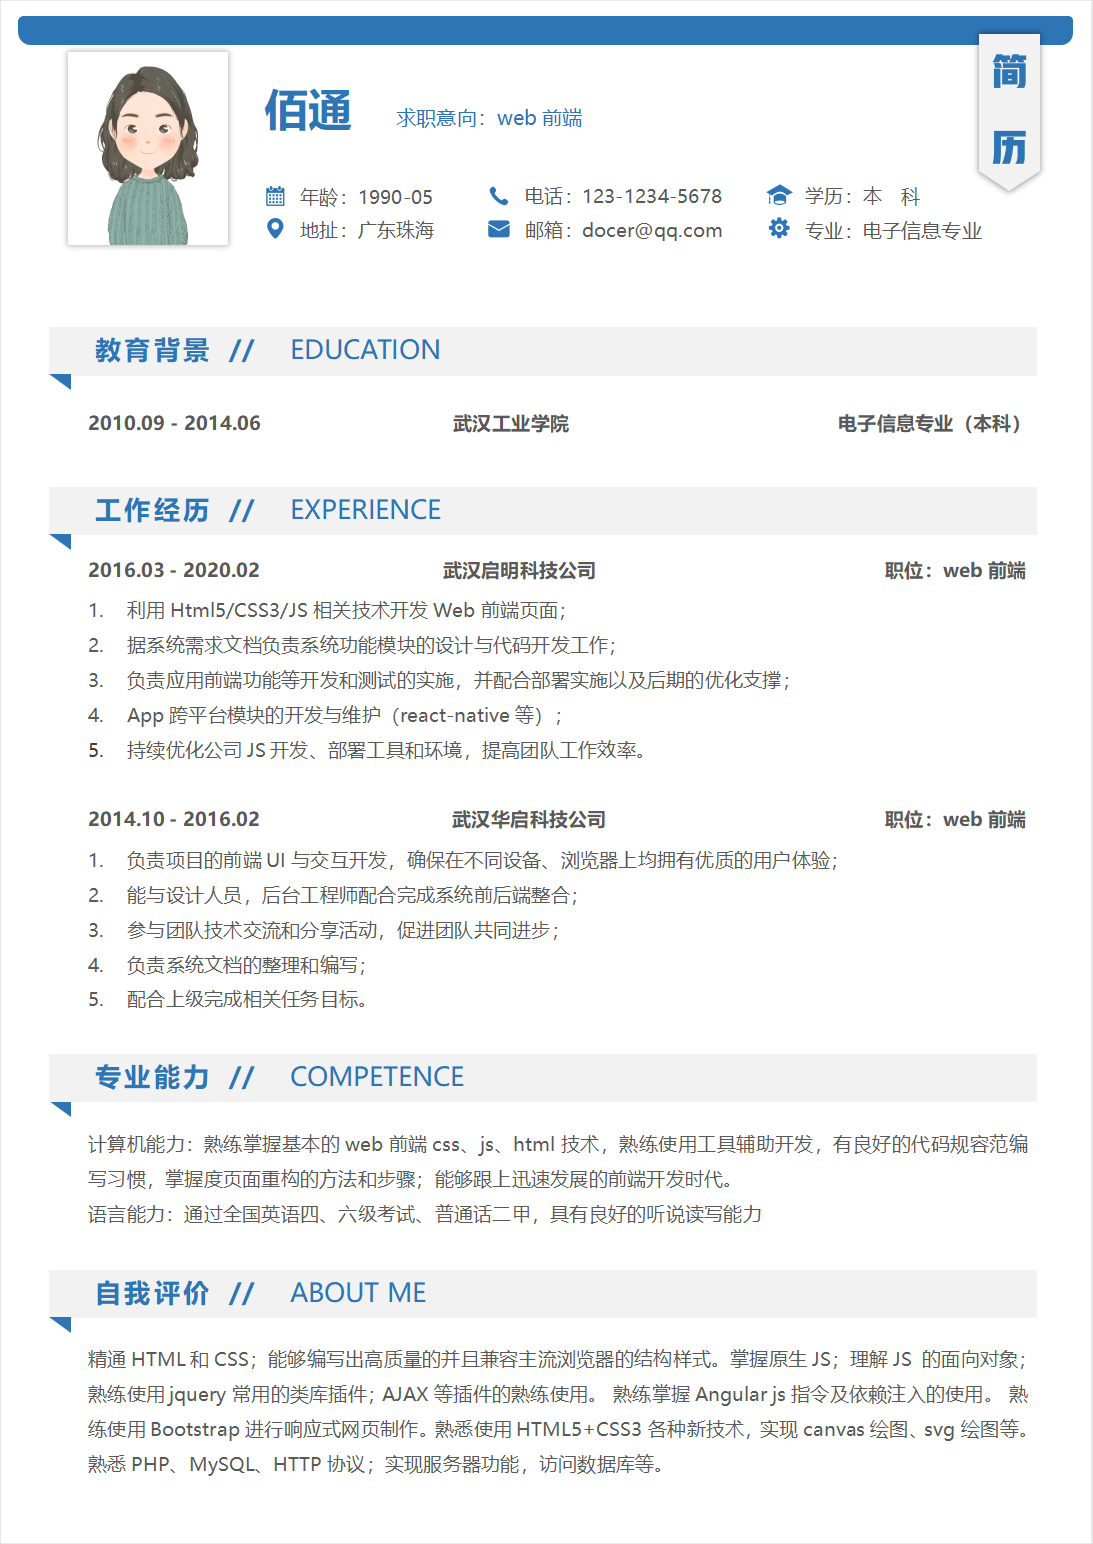 简
历
佰通 求职意向：web 前端
年龄：1990-05 电话：123-1234-5678 学历：本 科
地址：广东珠海 邮箱：docer@qq.com 专业：电子信息专业
教育背景 // EDUCATION
2010.09 - 2014.06 武汉工业学院 电子信息专业（本科）
工作经历 // EXPERIENCE
2016.03 - 2020.02 武汉启明科技公司 职位：web 前端
1. 利用 Html5/CSS3/JS 相关技术开发 Web 前端页面；
2. 据系统需求文档负责系统功能模块的设计与代码开发工作；
3. 负责应用前端功能等开发和测试的实施，并配合部署实施以及后期的优化支撑；
4. App 跨平台模块的开发与维护（react-native 等）；
5. 持续优化公司 JS 开发、部署工具和环境，提高团队工作效率。
2014.10 - 2016.02 武汉华启科技公司 职位：web 前端
1. 负责项目的前端 UI 与交互开发，确保在不同设备、浏览器上均拥有优质的用户体验；
2. 能与设计人员，后台工程师配合完成系统前后端整合；
3. 参与团队技术交流和分享活动，促进团队共同进步；
4. 负责系统文档的整理和编写；
5. 配合上级完成相关任务目标。
专业能力 // COMPETENCE
计算机能力：熟练掌握基本的 web 前端 css、js、html 技术，熟练使用工具辅助开发，有良好的代码规容范编
写习惯，掌握度页面重构的方法和步骤；能够跟上迅速发展的前端开发时代。
语言能力：通过全国英语四、六级考试、普通话二甲，具有良好的听说读写能力
自我评价 // ABOUT ME
精通 HTML 和 CSS；能够编写出高质量的并且兼容主流浏览器的结构样式。掌握原生 JS；理解 JS 的面向对象；
熟练使用 jquery 常用的类库插件；AJAX 等插件的熟练使用。 熟练掌握 Angular js 指令及依赖注入的使用。 熟
练使用 Bootstrap 进行响应式网页制作。熟悉使用 HTML5+CSS3 各种新技术，实现 canvas 绘图、svg 绘图等。
熟悉 PHP、MySQL、HTTP 协议；实现服务器功能，访问数据库等。